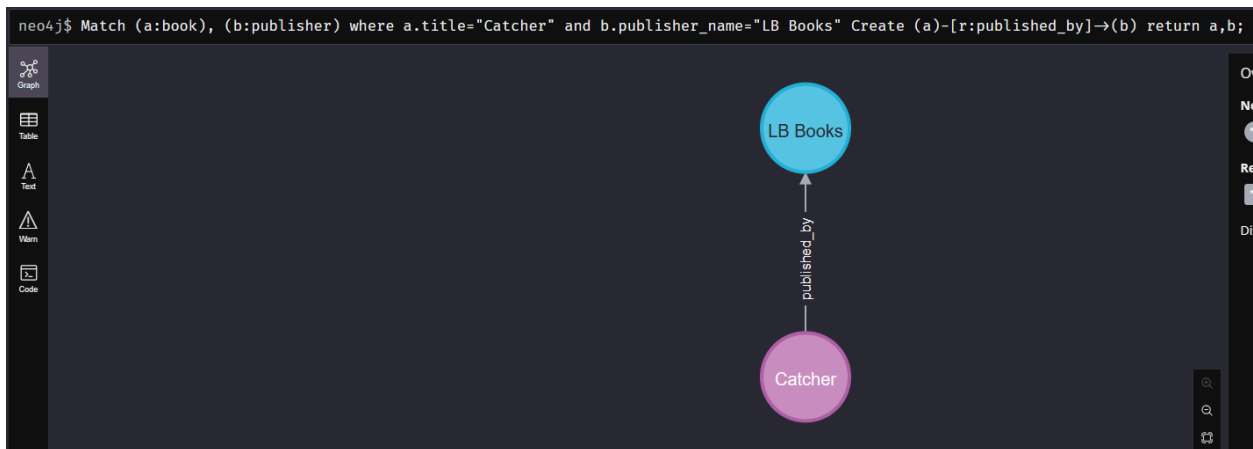 neo4j$ Match (a:book), (b:publisher) where a.title="Catcher" and b.publisher_name="LB Books" Create (a)-[r:published_by]→(b) return a,b;
Graph
Table
Text
Warn
Code
LB Books
published_by
Catcher